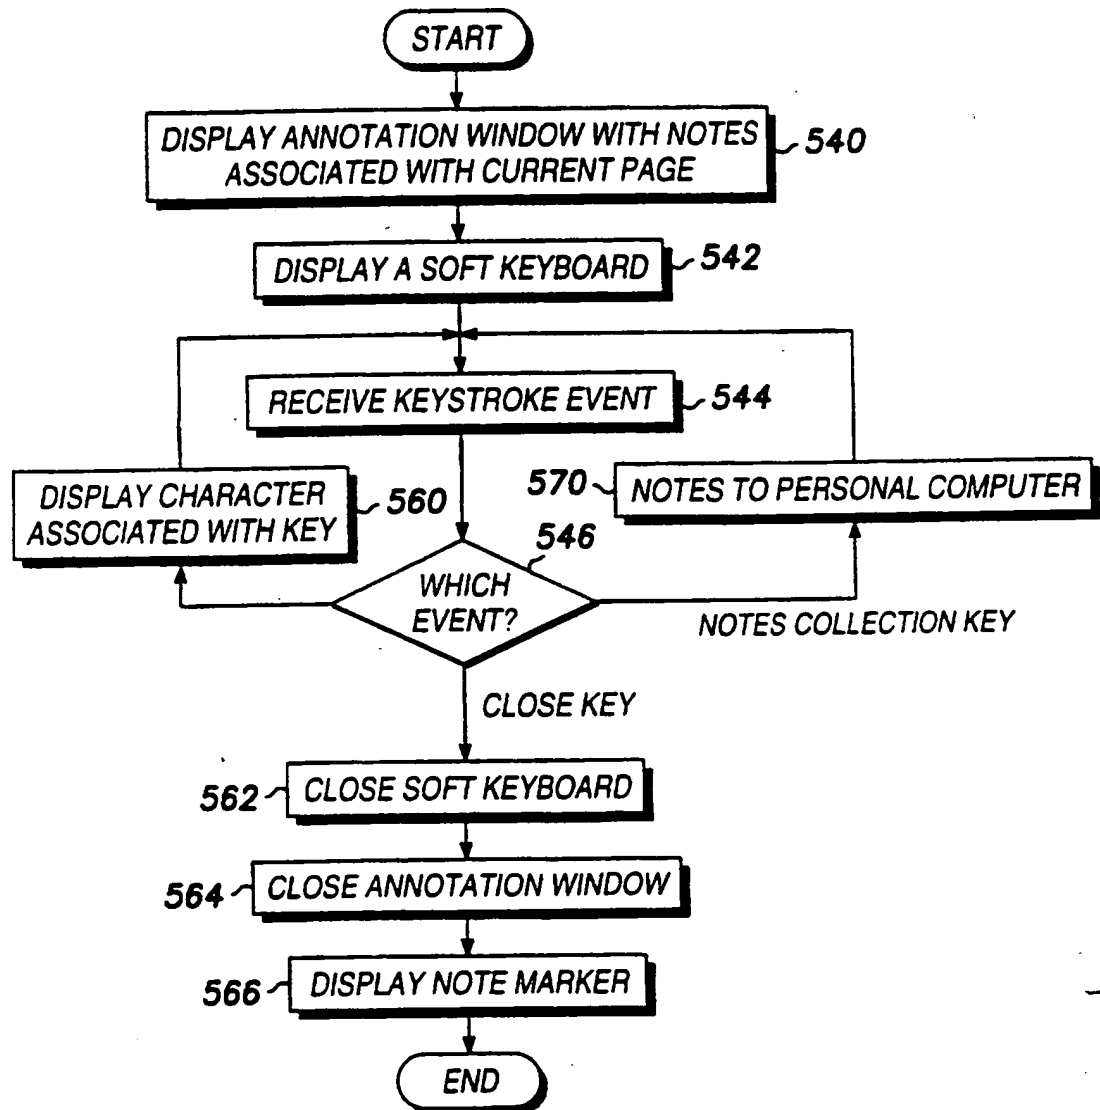 START
DISPLAY ANNOTATION WINDOW WITH NOTES
ASSOCIATED WITH CURRENT PAGE
540
DISPLAY A SOFT KEYBOARD
542
RECEIVE KEYSTROKE EVENT
544
DISPLAY CHARACTER
ASSOCIATED WITH KEY
560
570
NOTES TO PERSONAL COMPUTER
546
WHICH
EVENT?
NOTES COLLECTION KEY
CLOSE KEY
562
CLOSE SOFT KEYBOARD
564
CLOSE ANNOTATION WINDOW
566
DISPLAY NOTE MARKER
END